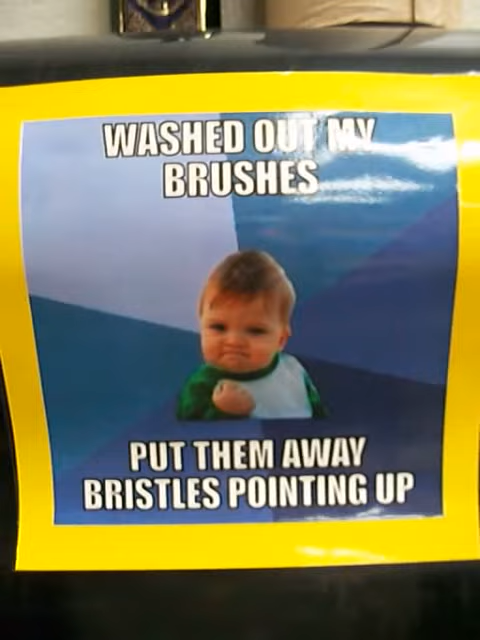 WASHED OUT MY
BRUSHES
PUT THEM AWAY
BRISTLES POINTING UP